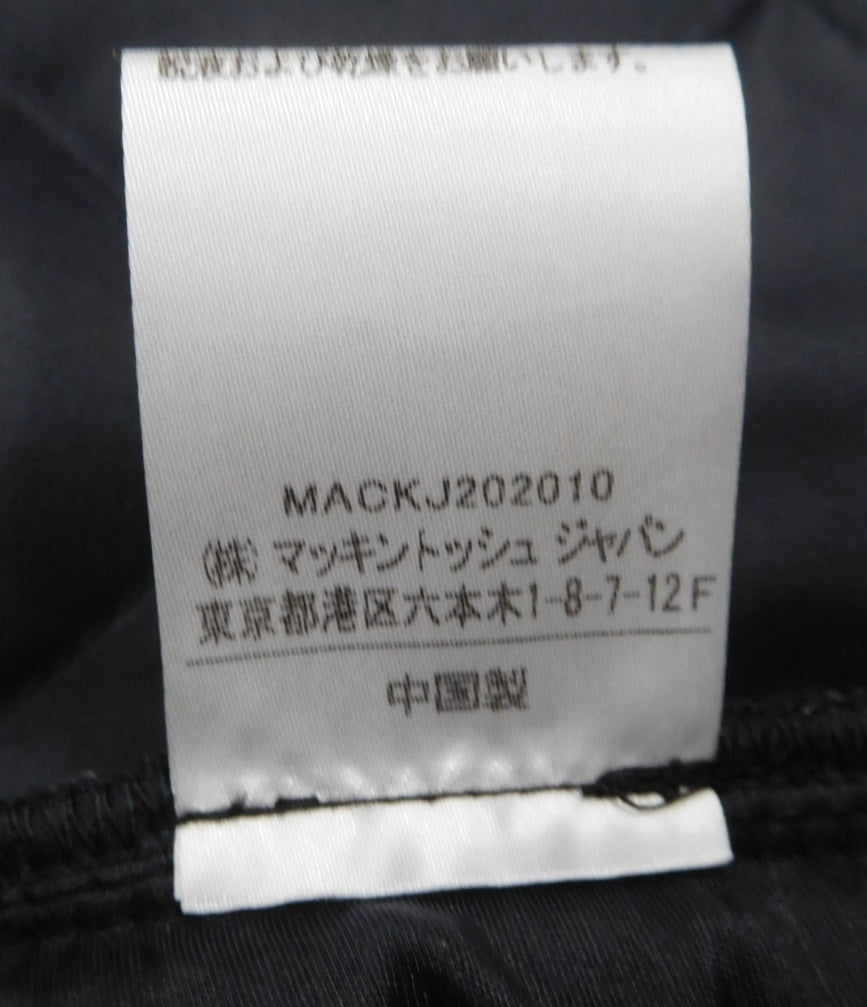 脱液および乾燥をお願いします。
MACKJ202010
(株) マッキントッシュ ジャパン
東京都港区六本木1-8-7-12F
中国製